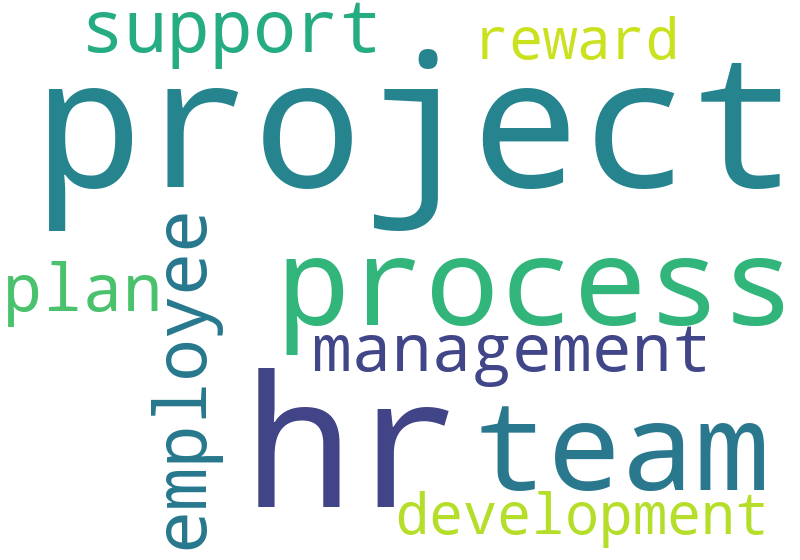 support
reward
project
employee
plan
process
management
hr
team
development